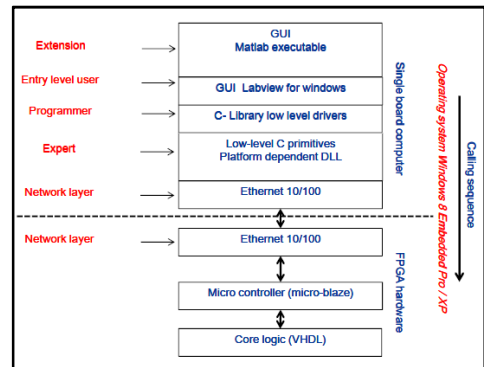 GUI
Matlab executable
Extension
Entry level user
GUI Labview for windows
Programmer
C- Library low level drivers
Expert
Low-level C primitives
Platform dependent DLL
Network layer
Ethernet 10/100
Single board computer
Network layer
Ethernet 10/100
Micro controller (micro-blaze)
Core logic (VHDL)
FPGA hardware
Operating system Windows 8 Embedded Pro / XP
Calling sequence